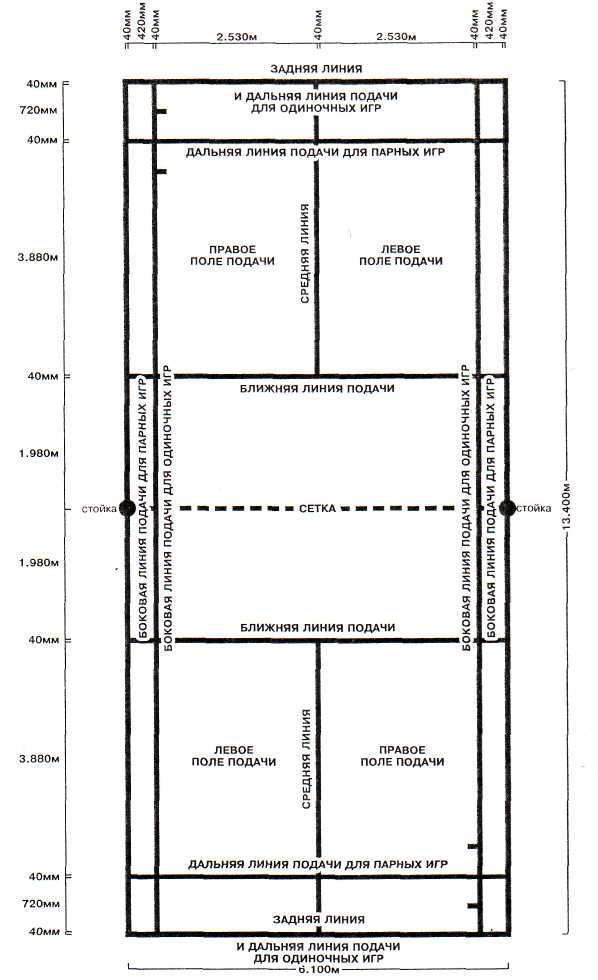 40мм
420мм
40мм
2.530м
40мм
2.530м
40мм
420мм
40мм
ЗАДНЯЯ ЛИНИЯ
40мм
И ДАЛЬНЯЯ ЛИНИЯ ПОДАЧИ
ДЛЯ ОДИНОЧНЫХ ИГР
720мм
40мм
ДАЛЬНЯЯ ЛИНИЯ ПОДАЧИ ДЛЯ ПАРНЫХ ИГР
СРЕДНЯЯ ЛИНИЯ
ПРАВОЕ
ПОЛЕ ПОДАЧИ
ЛЕВОЕ
ПОЛЕ ПОДАЧИ
3.880м
40мм
БЛИЖНЯЯ ЛИНИЯ ПОДАЧИ
БОКОВАЯ ЛИНИЯ ПОДАЧИ ДЛЯ ПАРНЫХ ИГР
БОКОВАЯ ЛИНИЯ ПОДАЧИ ДЛЯ ОДИНОЧНЫХ ИГР
БОКОВАЯ ЛИНИЯ ПОДАЧИ ДЛЯ ОДИНОЧНЫХ ИГР
БОКОВАЯ ЛИНИЯ ПОДАЧИ ДЛЯ ПАРНЫХ ИГР
1.980м
стойка
СЕТКА
стойка
13.400м
1.980м
БЛИЖНЯЯ ЛИНИЯ ПОДАЧИ
40мм
СРЕДНЯЯ ЛИНИЯ
ЛЕВОЕ
ПОЛЕ ПОДАЧИ
ПРАВОЕ
ПОЛЕ ПОДАЧИ
3.880м
ДАЛЬНЯЯ ЛИНИЯ ПОДАЧИ ДЛЯ ПАРНЫХ ИГР
40мм
720мм
ЗАДНЯЯ ЛИНИЯ
40мм
И ДАЛЬНЯЯ ЛИНИЯ ПОДАЧИ
ДЛЯ ОДИНОЧНЫХ ИГР
6.100м